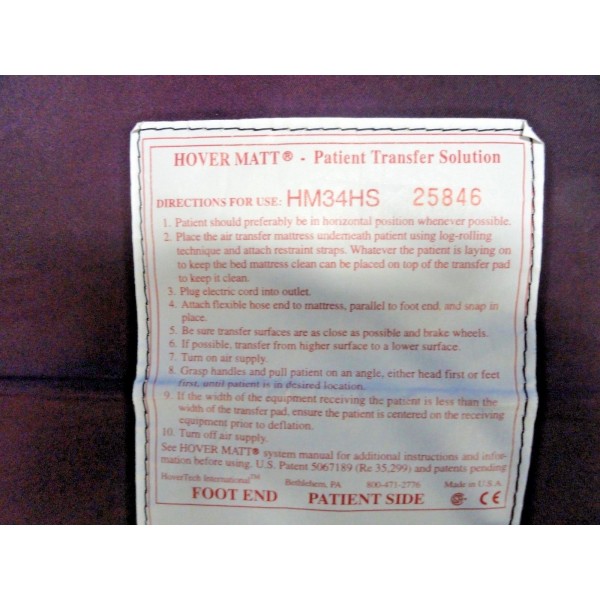 HOVER MATT® - Patient Transfer Solution
DIRECTIONS FOR USE: HM34HS 25846
1. Patient should preferably be in horizontal position whenever possible.
2. Place the air transfer mattress underneath patient using log-rolling
technique and attach restraint straps. Whatever the patient is laying on
to keep the bed mattress clean can be placed on top of the transfer pad
to keep it clean.
3. Plug electric cord into outlet.
4. Attach flexible hose end to mattress, parallel to foot end, and snap in
place.
5. Be sure transfer surfaces are as close as possible and brake wheels.
6. If possible, transfer from higher surface to a lower surface.
7. Turn on air supply.
8. Grasp handles and pull patient on an angle, either head first or feet
first, until patient is in desired location.
9. If the width of the equipment receiving the patient is less than the
width of the transfer pad, ensure the patient is centered on the receiving
equipment prior to deflation.
10. Turn off air supply.
See HOVER MATT® system manual for additional instructions and infor-
mation before using. U.S. Patent 5067189 (Re 35,299) and patents pending
HoverTech International™ Bethlehem, PA 800-471-2776 Made in U.S.A.
FOOT END PATIENT SIDE CE